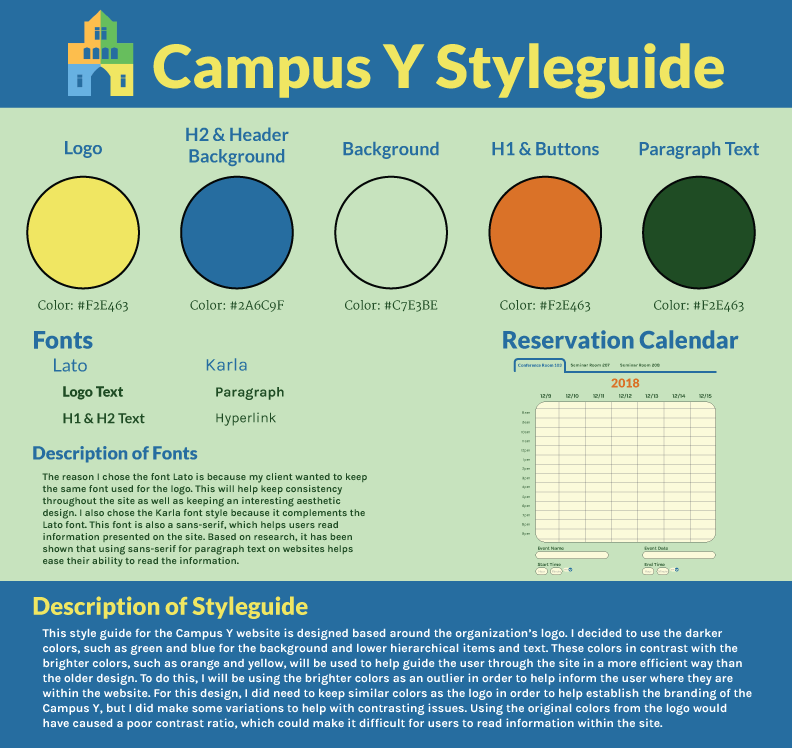 Campus Y Styleguide
Logo
H2 & Header
Background
Background
H1 & Buttons
Paragraph Text
Color: #F2E463
Color: #2A6C9F
Color: #C7E3BE
Color: #F2E463
Color: #F2E463
Fonts
Lato
Karla
Logo Text
Paragraph
H1 & H2 Text
Hyperlink
Description of Fonts
The reason I chose the font Lato is because my client wanted to keep
the same font used for the logo. This will help keep consistency
throughout the site as well as keeping an interesting aesthetic
design. I also chose the Karla font style because it complements the
Lato font. This font is also a sans-serif, which helps users read
information presented on the site. Based on research, it has been
shown that using sans-serif for paragraph text on websites helps
ease their ability to read the information.
Reservation Calendar
Conference Room 203 Seminar Room 207 Seminar Room 208
2018
12/9 12/10 12/11 12/12 12/13 12/14 12/15
Event Name
Event Date
Start Time
End Time
Description of Styleguide
This style guide for the Campus Y website is designed based around the organization's logo. I decided to use the darker
colors, such as green and blue for the background and lower hierarchical items and text. These colors in contrast with the
brighter colors, such as orange and yellow, will be used to help guide the user through the site in a more efficient way than
the older design. To do this, I will be using the brighter colors as an outlier in order to help inform the user where they are
within the website. For this design, I did need to keep similar colors as the logo in order to help establish the branding of the
Campus Y, but I did make some variations to help with contrasting issues. Using the original colors from the logo would
have caused a poor contrast ratio, which could make it difficult for users to read information within the site.